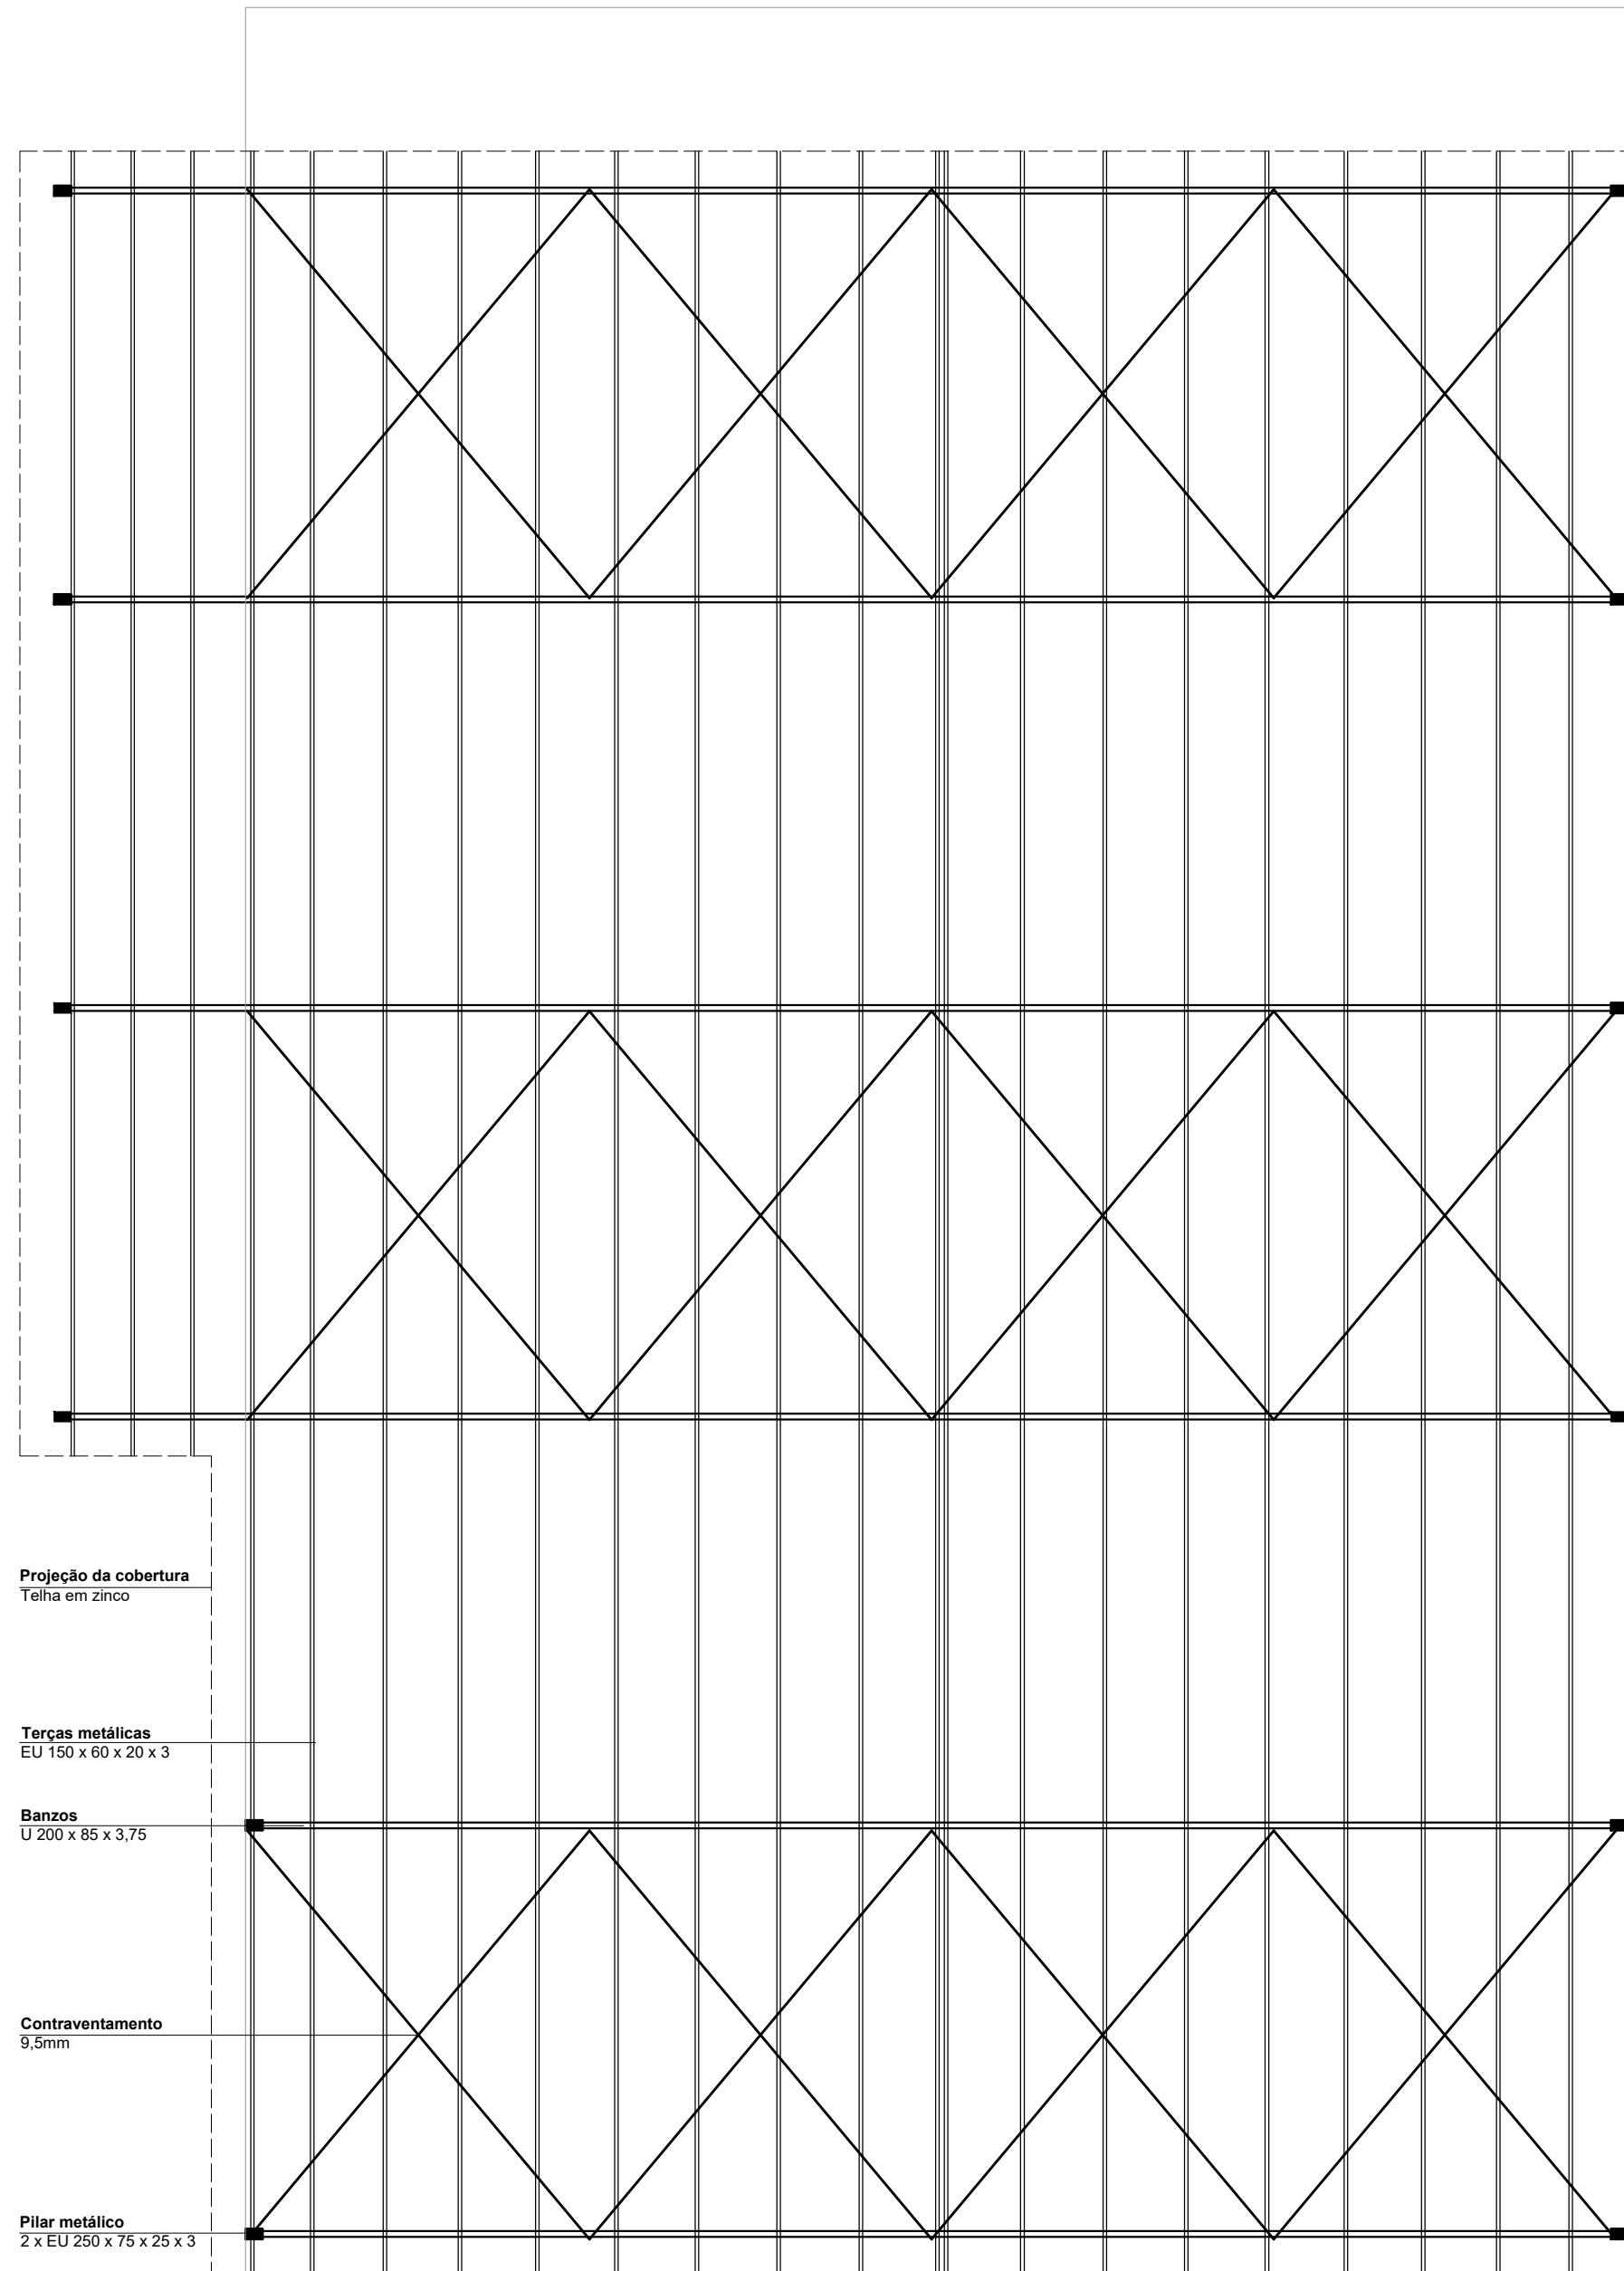 Projeção da cobertura
Telha em zinco
Terças metálicas
EU 150 x 60 x 20 x 3
Banzos
U 200 x 85 x 3,75
Contraventamento
9,5mm
Pilar metálico
2 x EU 250 x 75 x 25 x 3